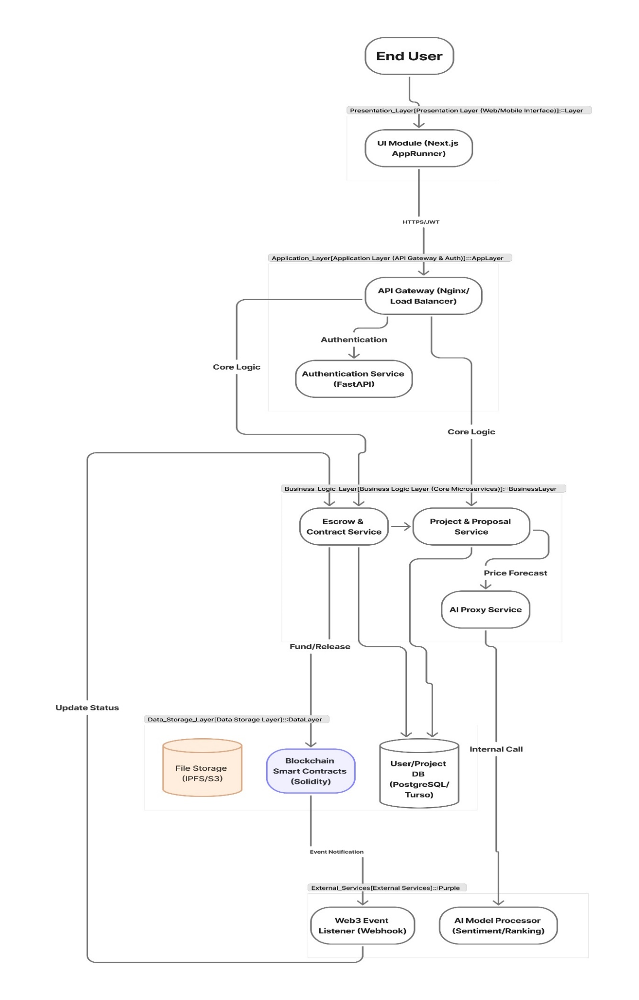 End User
Presentation_Layer[Presentation Layer (Web/Mobile Interface)]:::Layer
UI Module (Next.js
AppRunner)
HTTPS/JWT
Application_Layer[Application Layer (API Gateway & Auth)]:::AppLayer
API Gateway (Nginx/
Load Balancer)
Authentication
Core Logic
Authentication Service
(FastAPI)
Core Logic
Business_Logic_Layer[Business Logic Layer (Core Microservices)]:::BusinessLayer
Escrow &
Contract Service
Project & Proposal
Service
Price Forecast
AI Proxy Service
Fund/Release
Update Status
Data_Storage_Layer[Data Storage Layer]:::DataLayer
Internal Call
File Storage
(IPFS/S3)
Blockchain
Smart Contracts
(Solidity)
User/Project
DB
(PostgreSQL/
Turso)
Event Notification
External_Services[External Services]:::Purple
Web3 Event
Listener (Webhook)
AI Model Processor
(Sentiment/Ranking)